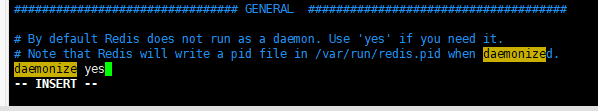 ################################ GENERAL  #####################################
# By default Redis does not run as a daemon. Use 'yes' if you need it.
# Note that Redis will write a pid file in /var/run/redis.pid when daemonized.
daemonize yes
-- INSERT --